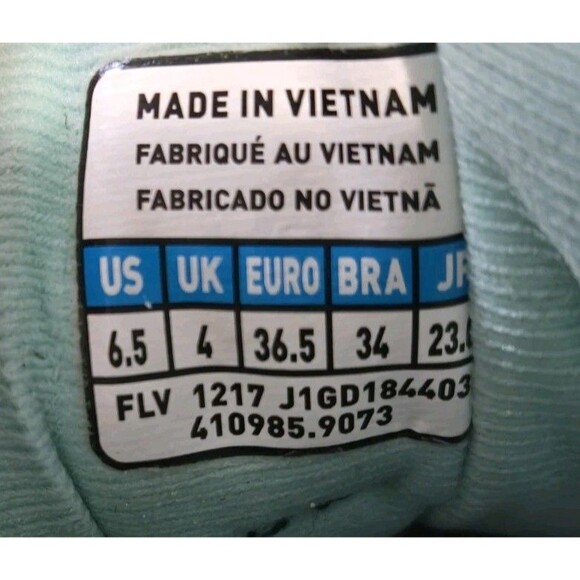 MADE IN VIETNAM
FABRIQUÉ AU VIETNAM
FABRICADO NO VIETNÃ
US UK EURO BRA
6.5 4 36.5 34
FLV 1217 J1GD184403
410985.9073